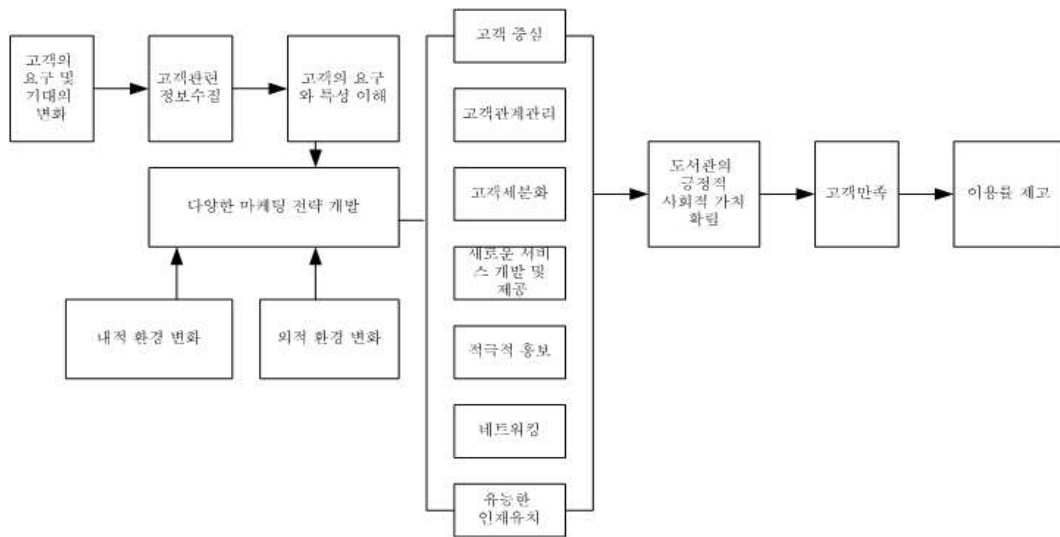 고객의
요구 및
기대의
변화
고객관련
정보수집
고객의 요구
와 특성 이해
다양한 마케팅 전략 개발
내적 환경 변화
외적 환경 변화
고객 중심
고객관계관리
고객세분화
새로운 서비
스 개발 및
제공
적극적 홍보
네트워킹
유능한
인재유치
도서관의
긍정적
사회적 가치
확립
고객만족
이용률 제고